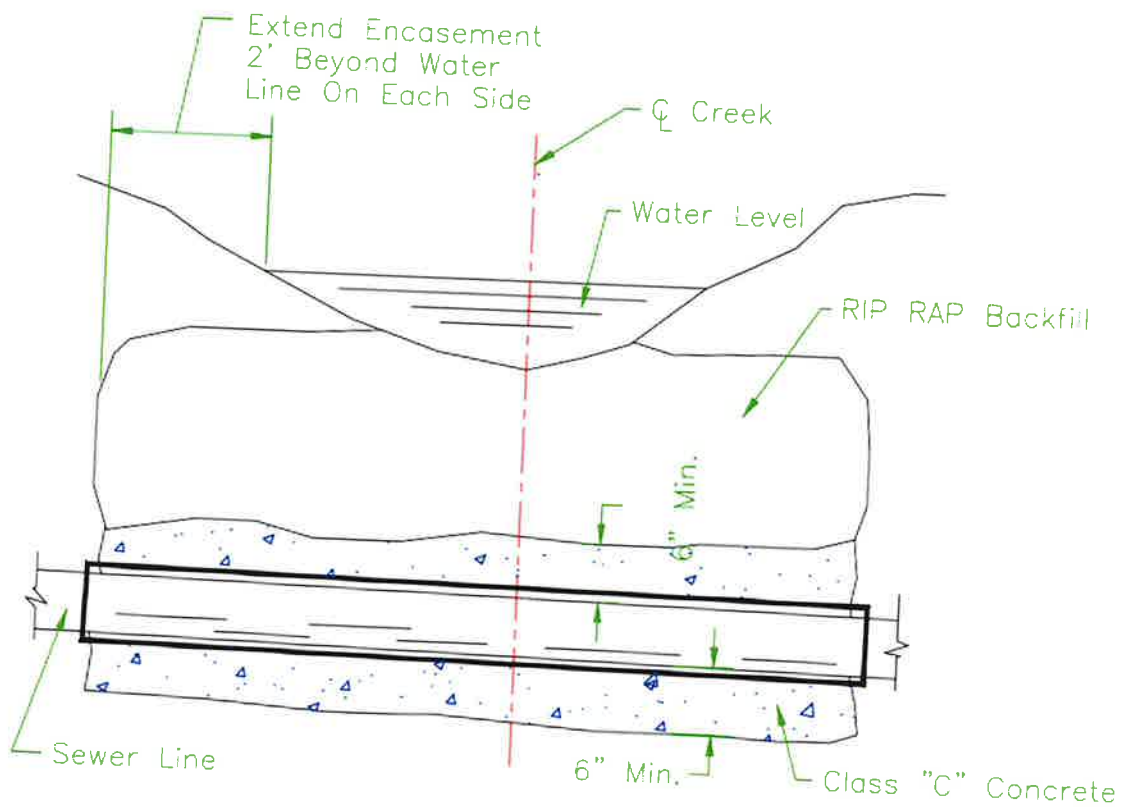 Extend Encasement
2' Beyond Water
Line On Each Side
℄ Creek
Water Level
RIP RAP Backfill
6" Min.
Sewer Line
6" Min.
Class "C" Concrete